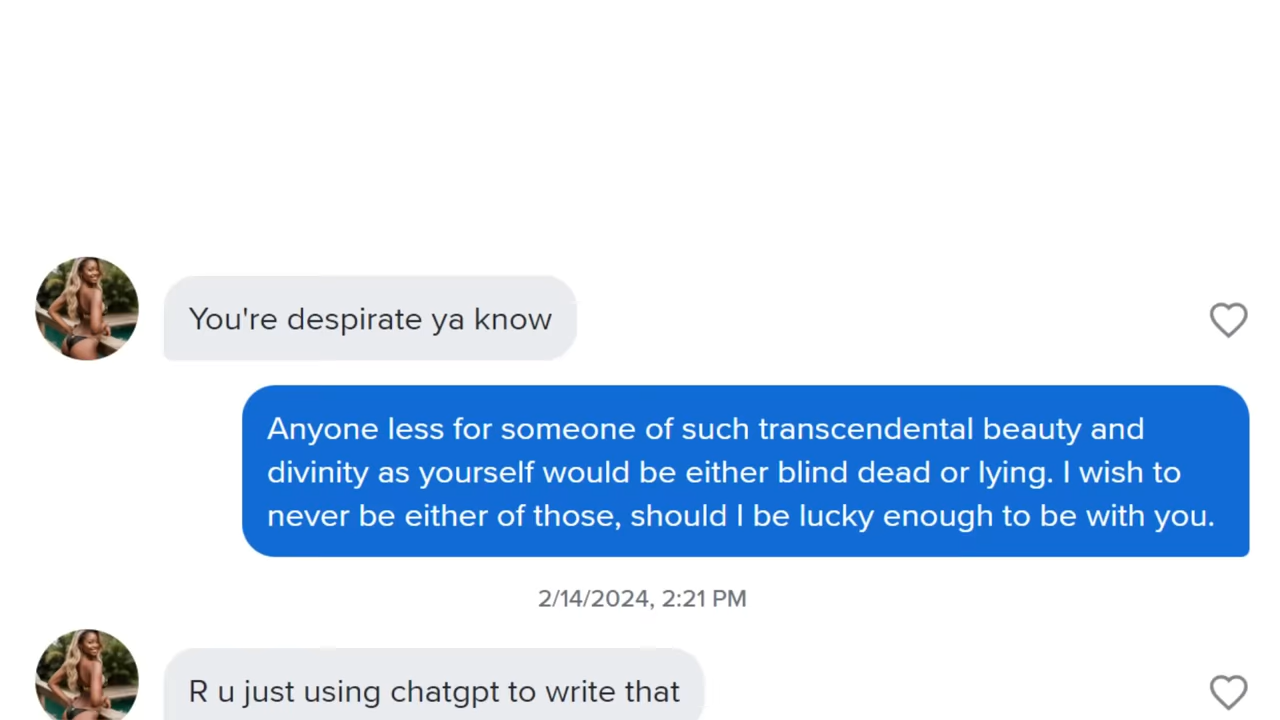 You're despirate ya know
Anyone less for someone of such transcendental beauty and
divinity as yourself would be either blind dead or lying. I wish to
never be either of those, should I be lucky enough to be with you.
2/14/2024, 2:21 PM
R u just using chatgpt to write that